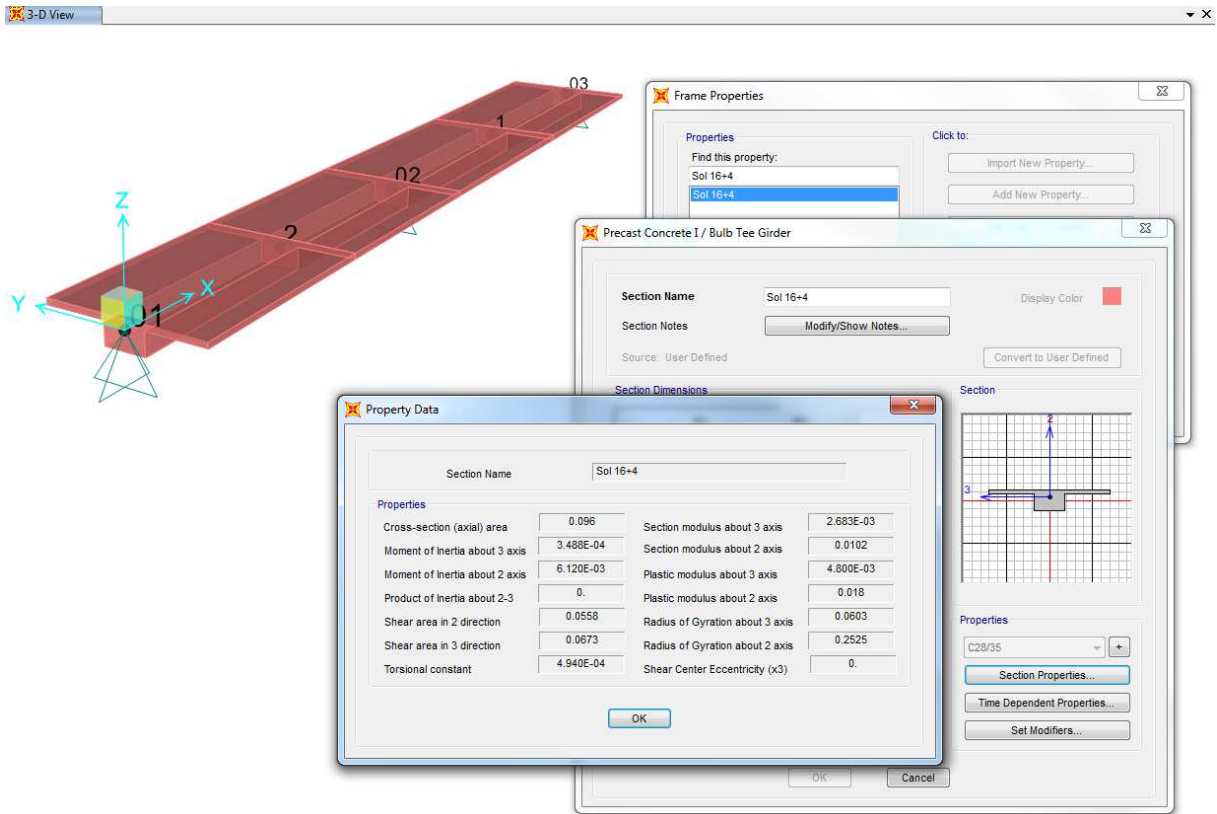 3-D View
03
1
02
2
Z
X
Y
01
Frame Properties
Properties
Find this property:
Sol 16+4
Sol 16+4
Click to:
Import New Property...
Add New Property...
Precast Concrete I / Bulb Tee Girder
Section Name Sol 16+4 Display Color
Section Notes Modify/Show Notes...
Source: User Defined Convert to User Defined
Section Dimensions
Section
2
3
Properties
C28/35 +
Section Properties...
Time Dependent Properties...
Set Modifiers...
OK Cancel
Property Data
Section Name Sol 16+4
Properties
Cross-section (axial) area 0.096 Section modulus about 3 axis 2.683E-03
Moment of Inertia about 3 axis 3.488E-04 Section modulus about 2 axis 0.0102
Moment of Inertia about 2 axis 6.120E-03 Plastic modulus about 3 axis 4.800E-03
Product of Inertia about 2-3 0. Plastic modulus about 2 axis 0.018
Shear area in 2 direction 0.0558 Radius of Gyration about 3 axis 0.0603
Shear area in 3 direction 0.0673 Radius of Gyration about 2 axis 0.2525
Torsional constant 4.940E-04 Shear Center Eccentricity (x3) 0.
OK